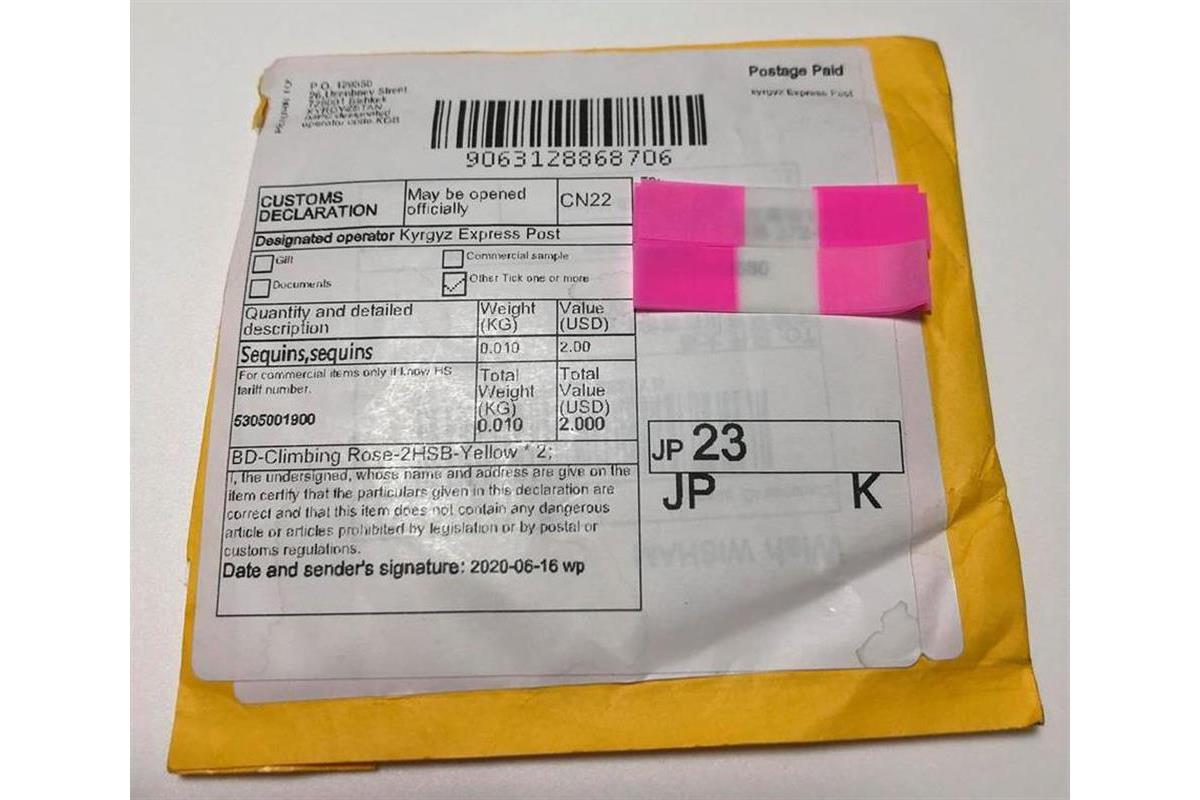 P.O. 129550
Street
720001 Bishkek
KYRGYZSTAN
designated
operator code:KGB
Postage Paid
Kyrgyz Express Post
9063128868706
CUSTOMS
DECLARATION
May be opened
officially
CN22
Designated operator Kyrgyz Express Post
Gift
Commercial sample
Documents
Other Tick one or more
Quantity and detailed
description
Weight
(KG)
Value
(USD)
Sequins,sequins
0.010
2.00
For commercial items only if know HS
tariff number.
5305001900
Total
Weight
(KG)
0.010
Total
Value
(USD)
2.000
BD-Climbing Rose-2HSB-Yellow * 2;
I, the undersigned, whose name and address are give on the
item certify that the particulars given in this declaration are
correct and that this item does not contain any dangerous
article or articles prohibited by legislation or by postal or
customs regulations.
Date and sender's signature: 2020-06-16 wp
JP 23
JP K